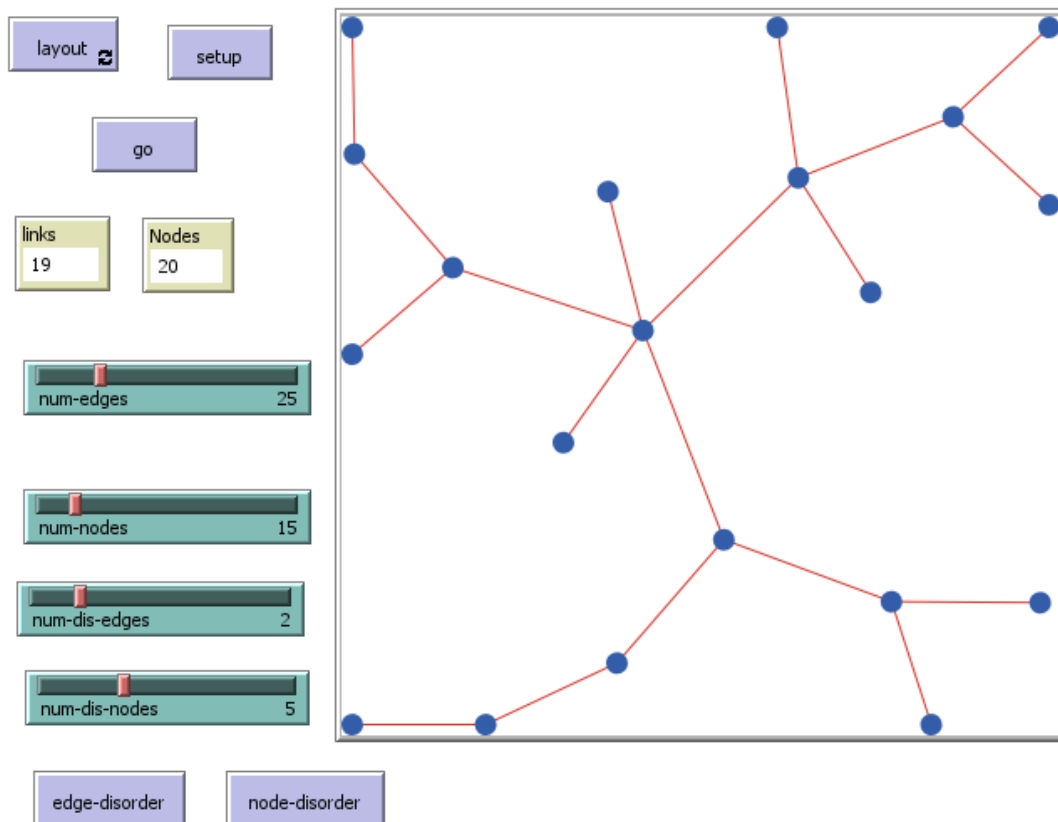 layout
setup
go
links
19
Nodes
20
num-edges 25
num-nodes 15
num-dis-edges 2
num-dis-nodes 5
edge-disorder
node-disorder